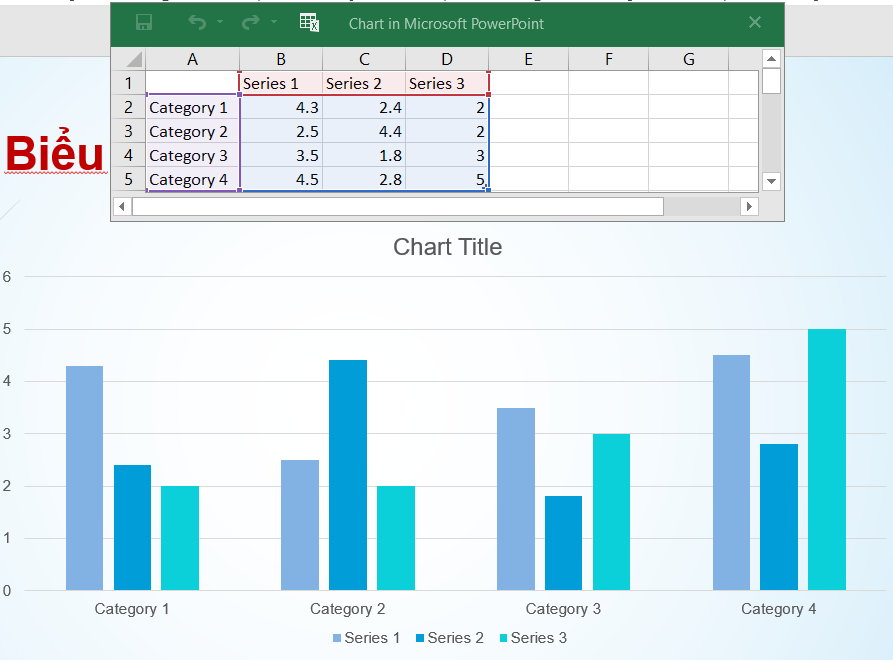 Chart in Microsoft PowerPoint
A B C D E F G
1 Series 1 Series 2 Series 3
2 Category 1 4.3 2.4 2
3 Category 2 2.5 4.4 2
4 Category 3 3.5 1.8 3
5 Category 4 4.5 2.8 5
Biểu
Chart Title
6
5
4
3
2
1
0
Category 1 Category 2 Category 3 Category 4
Series 1 Series 2 Series 3